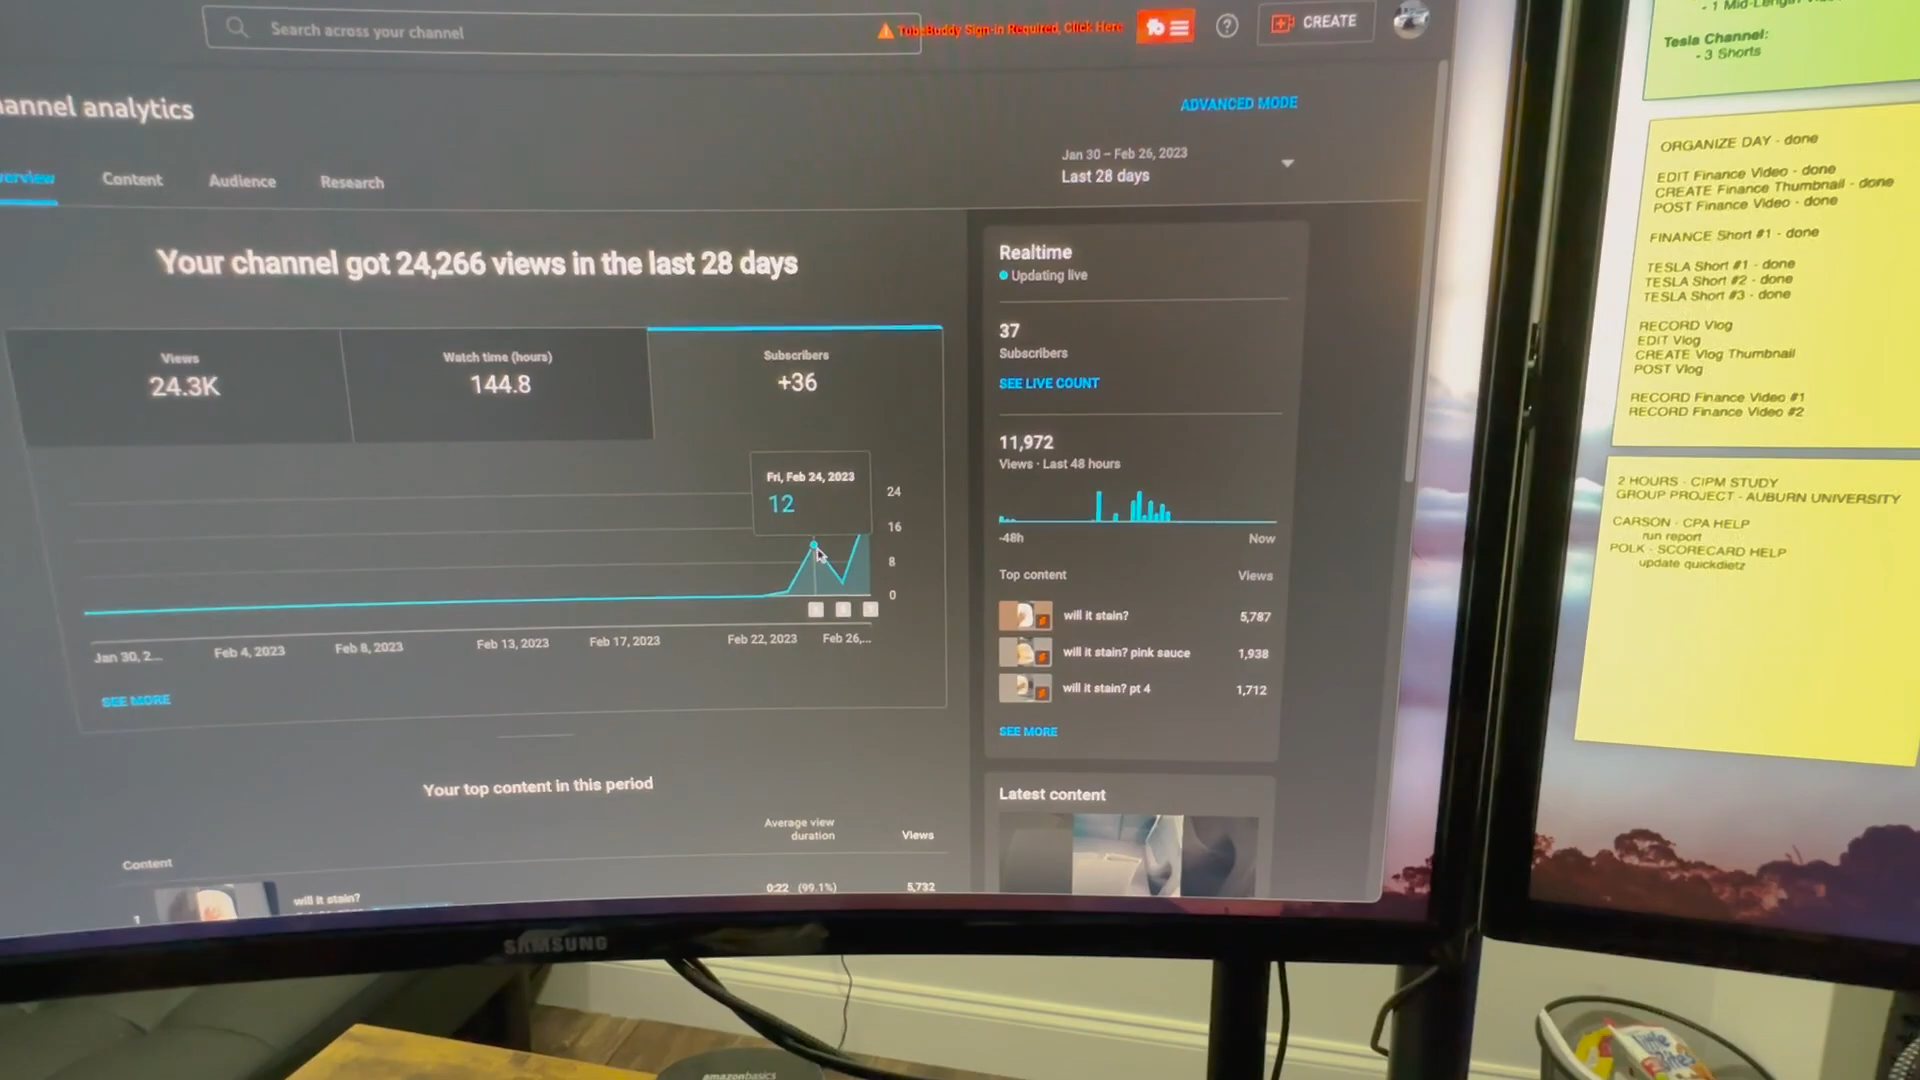 Search across your channel
TubeBuddy Sign-in Required, Click Here
CREATE
annel analytics
ADVANCED MODE
Jan 30 – Feb 26, 2023
Last 28 days
erview
Content
Audience
Research
Your channel got 24,266 views in the last 28 days
Views
24.3K
Watch time (hours)
144.8
Subscribers
+36
Fri, Feb 24, 2023
12
24
16
8
0
Jan 30, 2...
Feb 4, 2023
Feb 8, 2023
Feb 13, 2023
Feb 17, 2023
Feb 22, 2023
Feb 26,...
SEE MORE
Your top content in this period
Average view
duration
Views
Content
1
will it stain?
0:22 (99.1%)
5,732
Realtime
Updating live
37
Subscribers
SEE LIVE COUNT
11,972
Views · Last 48 hours
-48h
Now
Top content
Views
will it stain?
5,787
will it stain? pink sauce
1,938
will it stain? pt 4
1,712
SEE MORE
Latest content
SAMSUNG
amazonbasics
- 1 Mid-Length
Tesla Channel:
- 3 Shorts
ORGANIZE DAY - done
EDIT Finance Video - done
CREATE Finance Thumbnail - done
POST Finance Video - done
FINANCE Short #1 - done
TESLA Short #1 - done
TESLA Short #2 - done
TESLA Short #3 - done
RECORD Vlog
EDIT Vlog
CREATE Vlog Thumbnail
POST Vlog
RECORD Finance Video #1
RECORD Finance Video #2
2 HOURS - CIPM STUDY
GROUP PROJECT - AUBURN UNIVERSITY
CARSON - CPA HELP
run report
POLK - SCORECARD HELP
update quickdietz
little
Bites